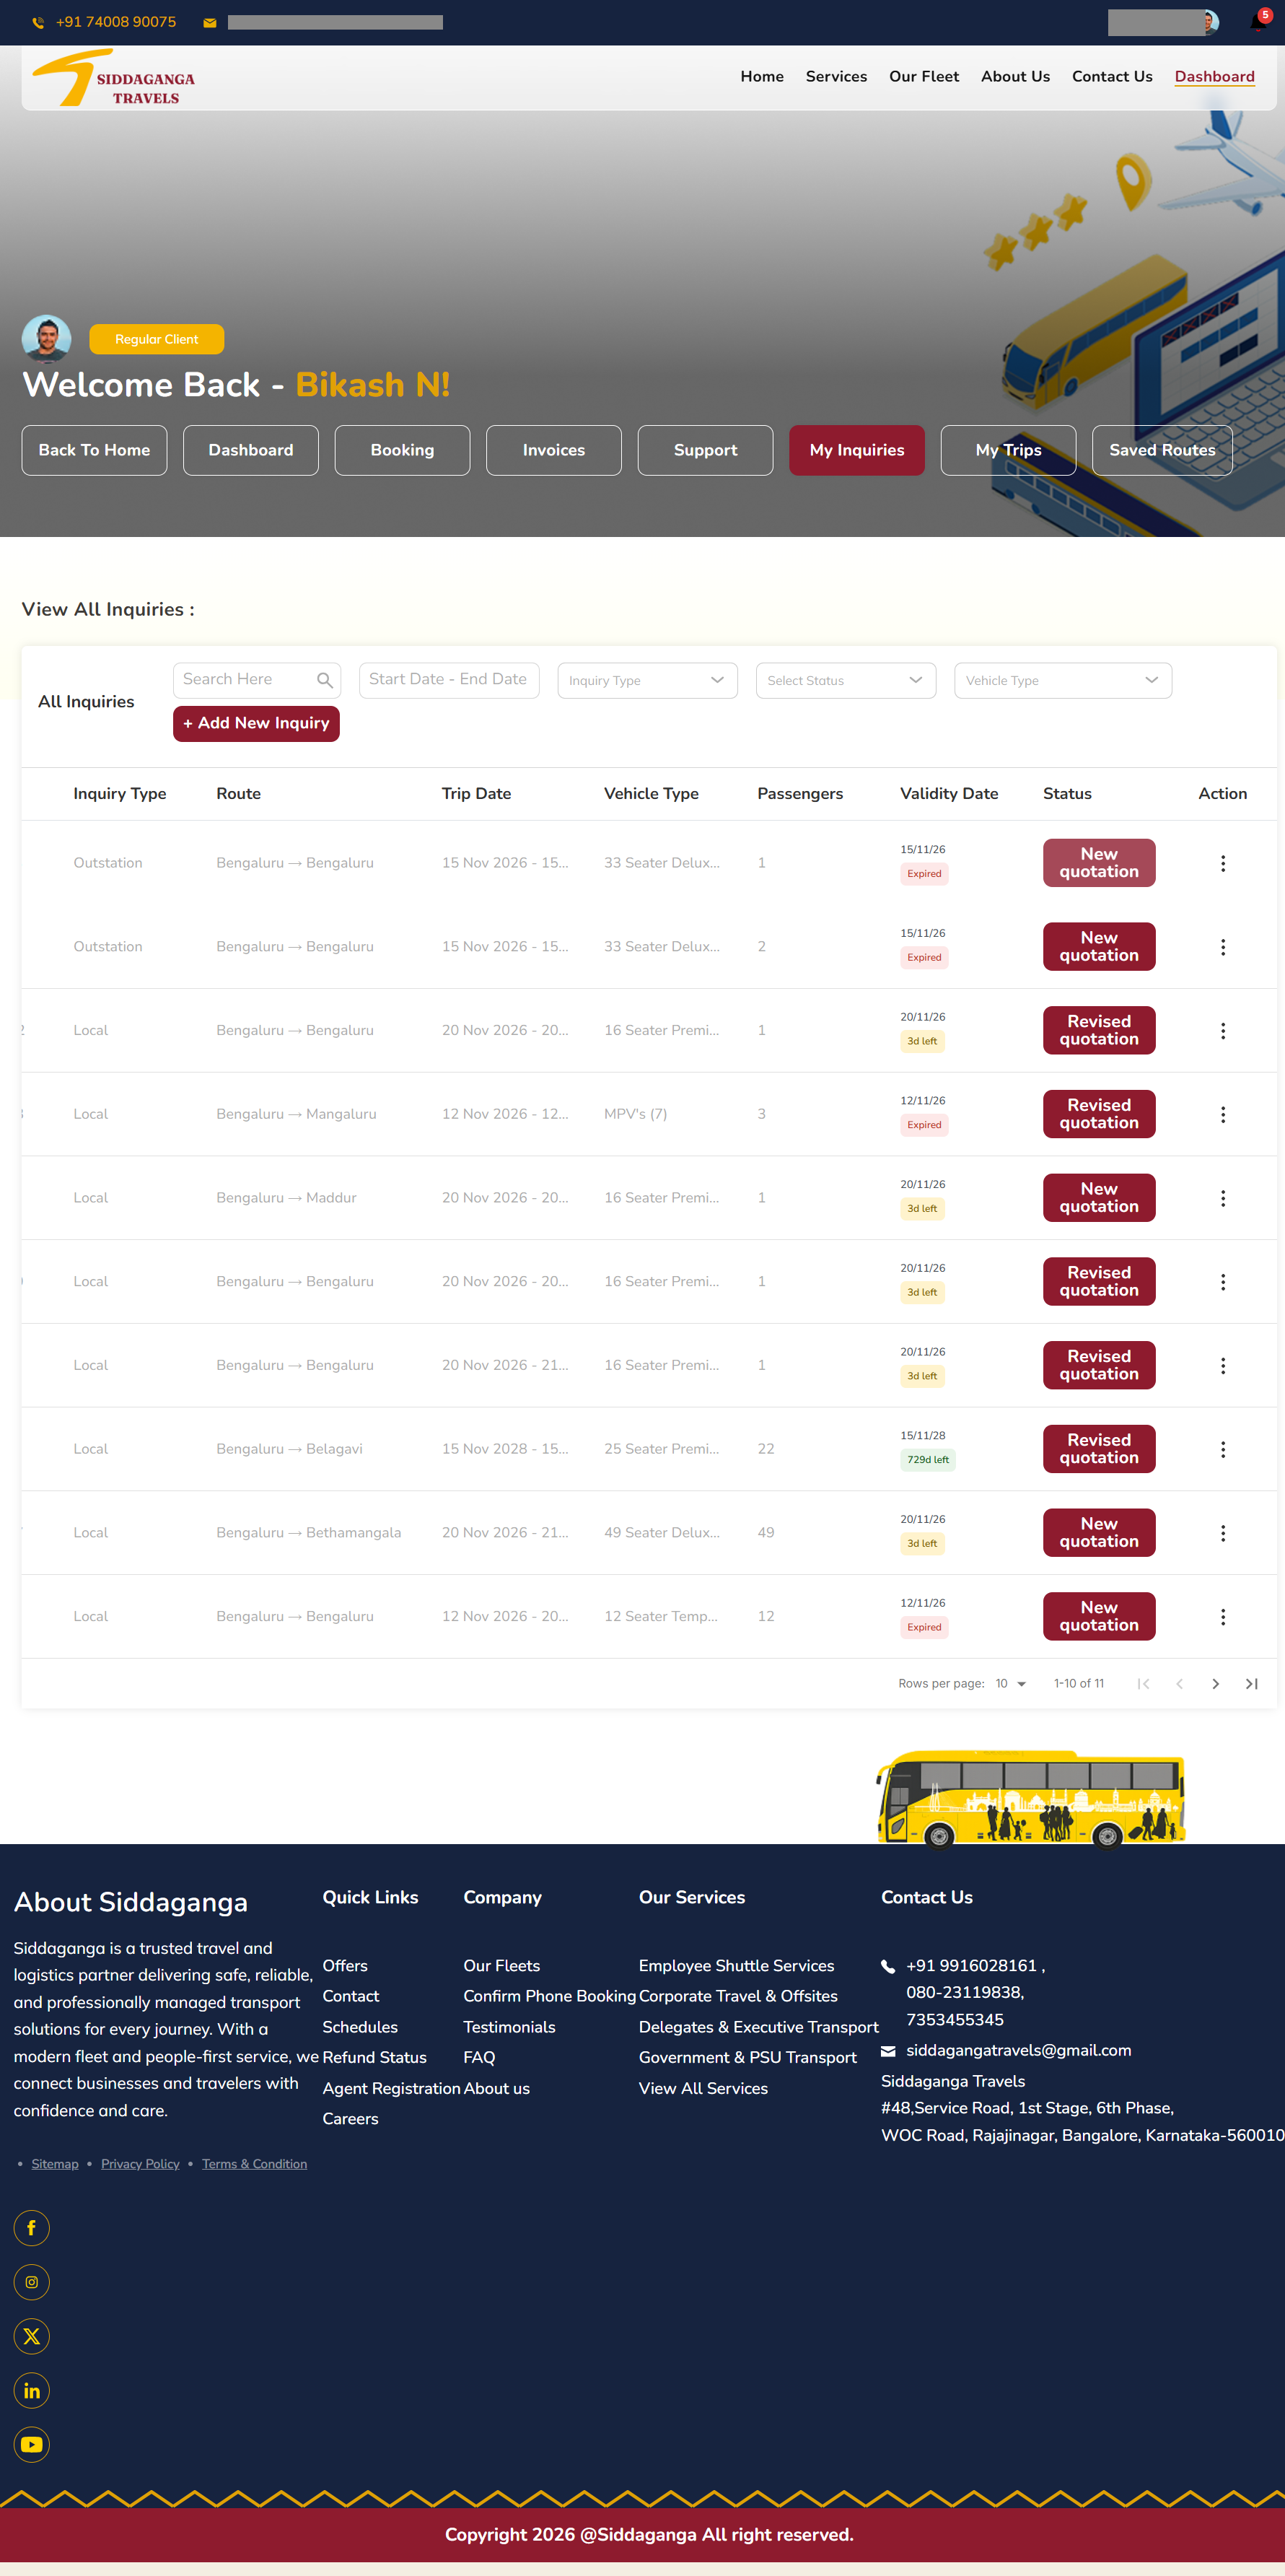 +91 74008 90075
5
SIDDAGANGA
TRAVELS
Home Services Our Fleet About Us Contact Us Dashboard
Regular Client
Welcome Back - Bikash N!
Back To Home Dashboard Booking Invoices Support My Inquiries My Trips Saved Routes
View All Inquiries :
All Inquiries
Search Here Start Date - End Date Inquiry Type Select Status Vehicle Type
+ Add New Inquiry
Inquiry Type Route Trip Date Vehicle Type Passengers Validity Date Status Action
Outstation Bengaluru → Bengaluru 15 Nov 2026 - 15... 33 Seater Delux... 1 15/11/26 Expired New quotation
Outstation Bengaluru → Bengaluru 15 Nov 2026 - 15... 33 Seater Delux... 2 15/11/26 Expired New quotation
Local Bengaluru → Bengaluru 20 Nov 2026 - 20... 16 Seater Premi... 1 20/11/26 3d left Revised quotation
Local Bengaluru → Mangaluru 12 Nov 2026 - 12... MPV's (7) 3 12/11/26 Expired Revised quotation
Local Bengaluru → Maddur 20 Nov 2026 - 20... 16 Seater Premi... 1 20/11/26 3d left New quotation
Local Bengaluru → Bengaluru 20 Nov 2026 - 20... 16 Seater Premi... 1 20/11/26 3d left Revised quotation
Local Bengaluru → Bengaluru 20 Nov 2026 - 21... 16 Seater Premi... 1 20/11/26 3d left Revised quotation
Local Bengaluru → Belagavi 15 Nov 2028 - 15... 25 Seater Premi... 22 15/11/28 729d left Revised quotation
Local Bengaluru → Bethamangala 20 Nov 2026 - 21... 49 Seater Delux... 49 20/11/26 3d left New quotation
Local Bengaluru → Bengaluru 12 Nov 2026 - 20... 12 Seater Temp... 12 12/11/26 Expired New quotation
Rows per page: 10 1-10 of 11
About Siddaganga
Siddaganga is a trusted travel and
logistics partner delivering safe, reliable,
and professionally managed transport
solutions for every journey. With a
modern fleet and people-first service, we
connect businesses and travelers with
confidence and care.
• Sitemap • Privacy Policy • Terms & Condition
Quick Links
Offers
Contact
Schedules
Refund Status
Agent Registration
Careers
Company
Our Fleets
Confirm Phone Booking
Testimonials
FAQ
About us
Our Services
Employee Shuttle Services
Corporate Travel & Offsites
Delegates & Executive Transport
Government & PSU Transport
View All Services
Contact Us
+91 9916028161 ,
080-23119838,
7353455345
siddagangatravels@gmail.com
Siddaganga Travels
#48,Service Road, 1st Stage, 6th Phase,
WOC Road, Rajajinagar, Bangalore, Karnataka-560010
Copyright 2026 @Siddaganga All right reserved.